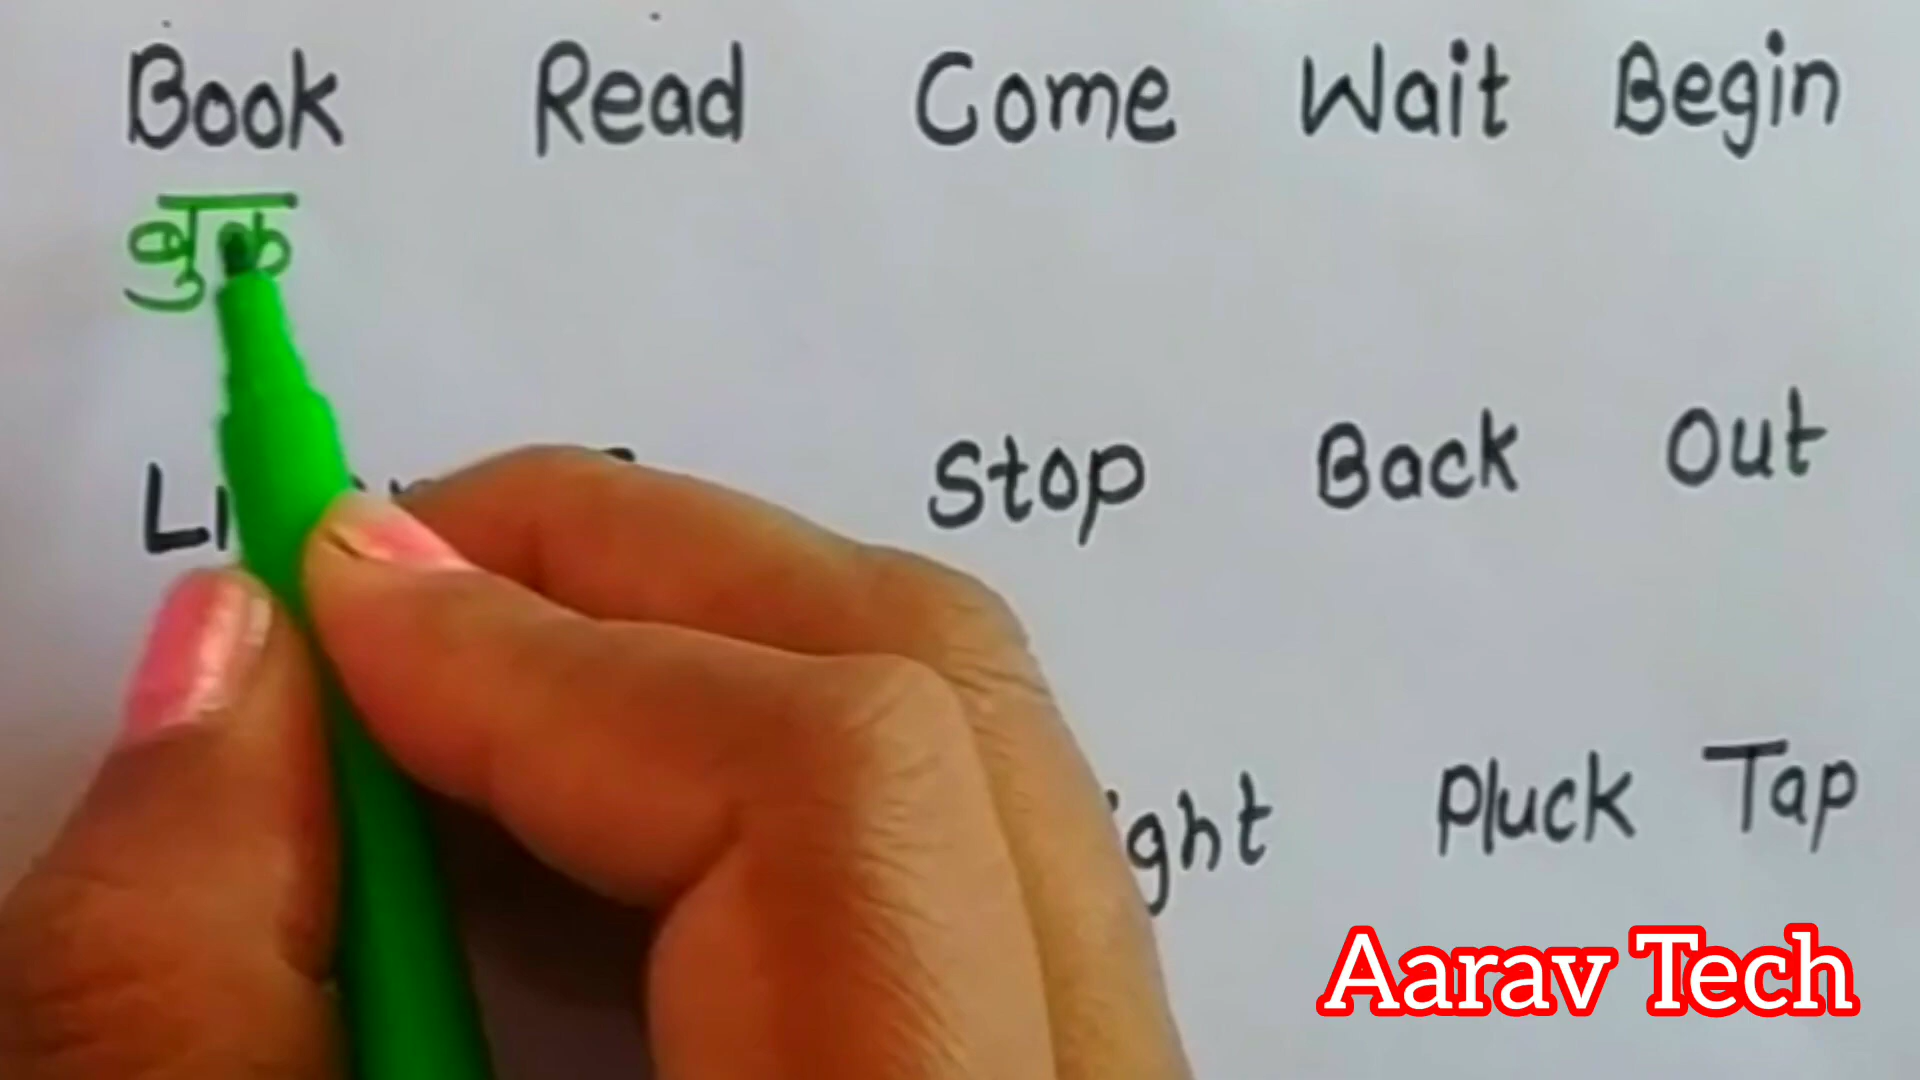 Book Read Come Wait Begin
बुक
Stop Back Out
Pluck Tap
Aarav Tech